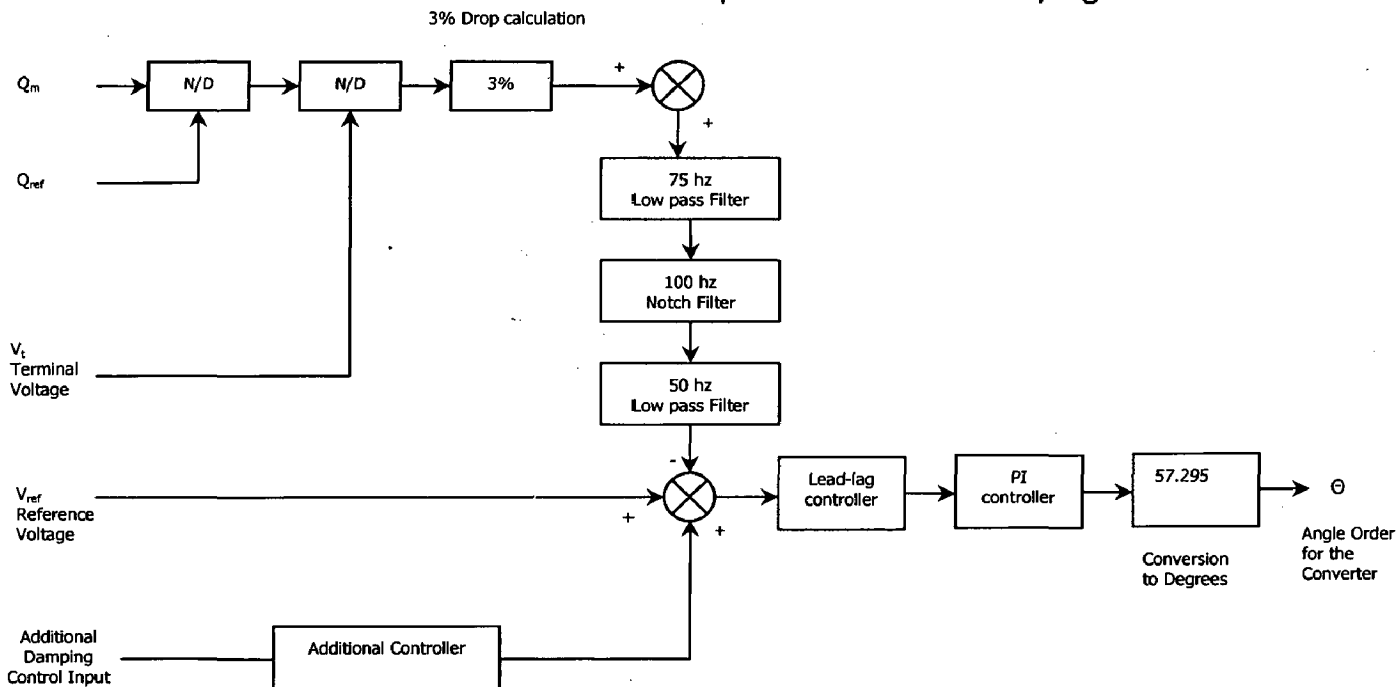 3% Drop calculation
Qm
N/D
N/D
3%
+
+
Qref
75 hz
Low pass Filter
100 hz
Notch Filter
Vt
Terminal
Voltage
50 hz
Low pass Filter
-
Vref
Reference
Voltage
+
+
Lead-lag
controller
PI
controller
57.295
Θ
Conversion
to Degrees
Angle Order
for the
Converter
Additional
Damping
Control Input
Additional Controller